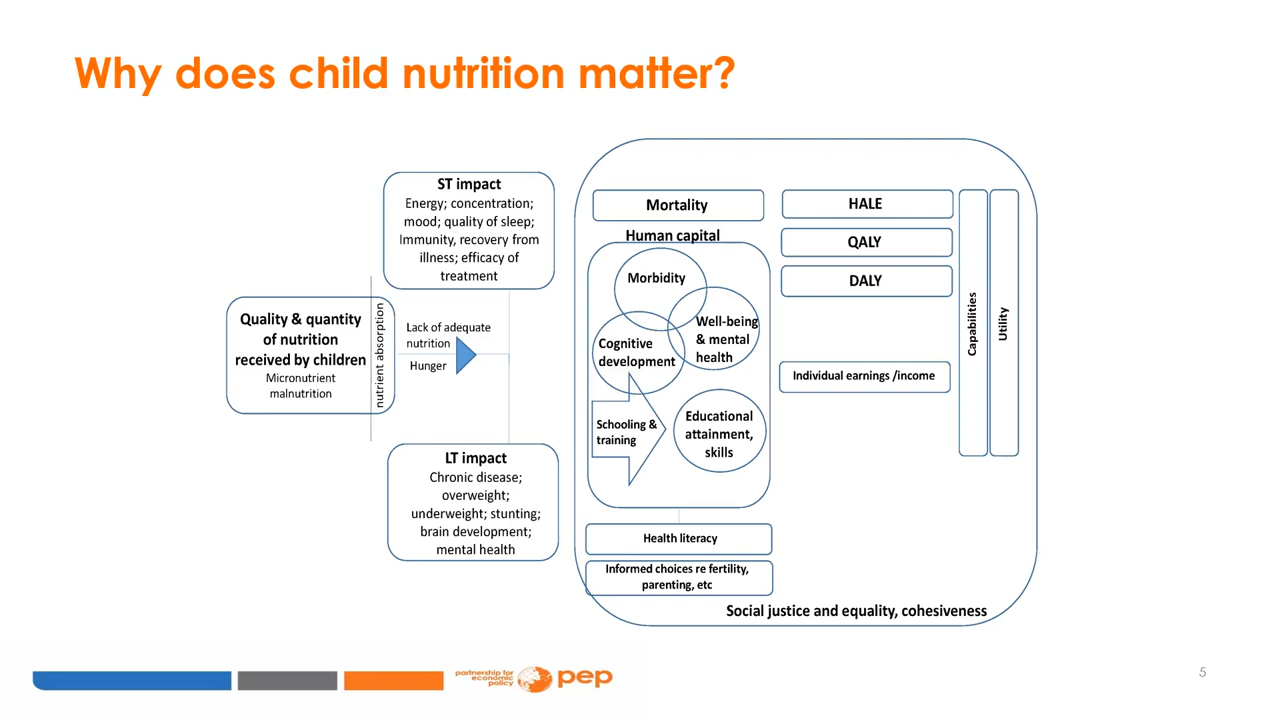 Why does child nutrition matter?
ST impact
Energy; concentration;
mood; quality of sleep;
Immunity, recovery from
illness; efficacy of
treatment
Quality & quantity
of nutrition
received by children
Micronutrient
malnutrition
nutrient absorption
Lack of adequate
nutrition
Hunger
LT impact
Chronic disease;
overweight;
underweight; stunting;
brain development;
mental health
Mortality
Human capital
Morbidity
Well-being
& mental
health
Cognitive
development
Schooling &
training
Educational
attainment,
skills
Health literacy
Informed choices re fertility,
parenting, etc
HALE
QALY
DALY
Individual earnings /income
Capabilities
Utility
Social justice and equality, cohesiveness
partnership for
economic
policy
pep
5